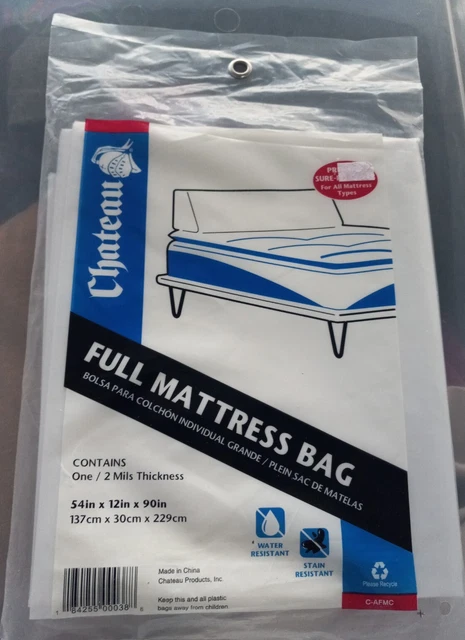 Chateau
For All Mattress
Types
FULL MATTRESS BAG
BOLSA PARA COLCHÓN INDIVIDUAL GRANDE / PLEIN SAC DE MATELAS
CONTAINS
One / 2 Mils Thickness
54in x 12in x 90in
137cm x 30cm x 229cm
WATER
RESISTANT
STAIN
RESISTANT
Please Recycle
Made in China
Chateau Products, Inc.
Keep this and all plastic
bags away from children.
C-AFMC
84255 00038